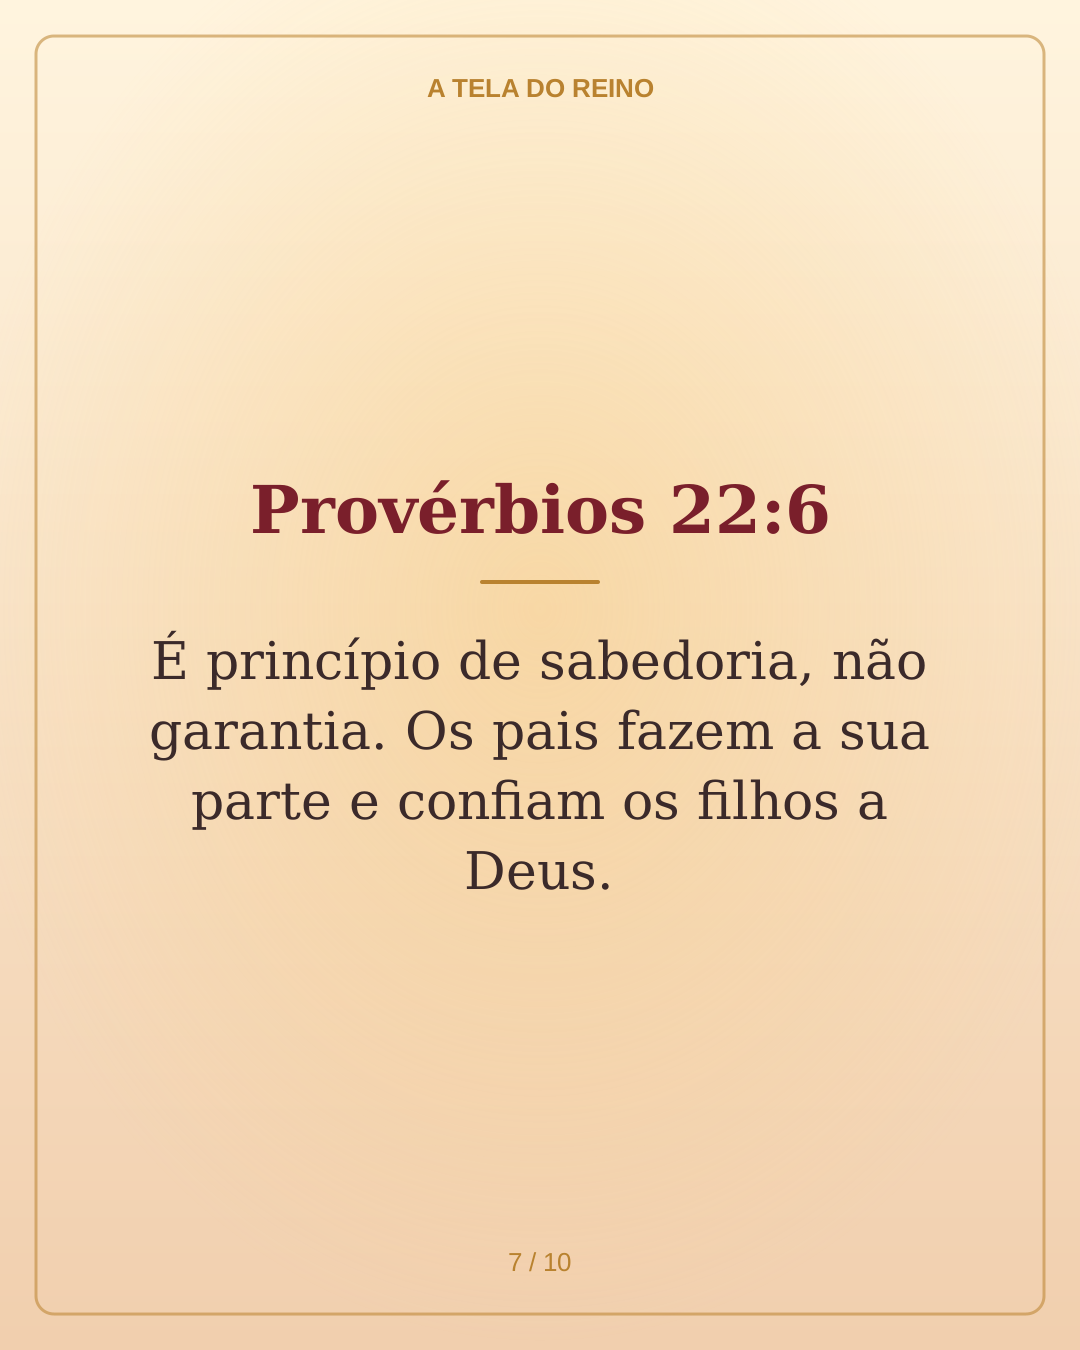 A TELA DO REINO
Provérbios 22:6
É princípio de sabedoria, não
garantia. Os pais fazem a sua
parte e confiam os filhos a
Deus.
7 / 10